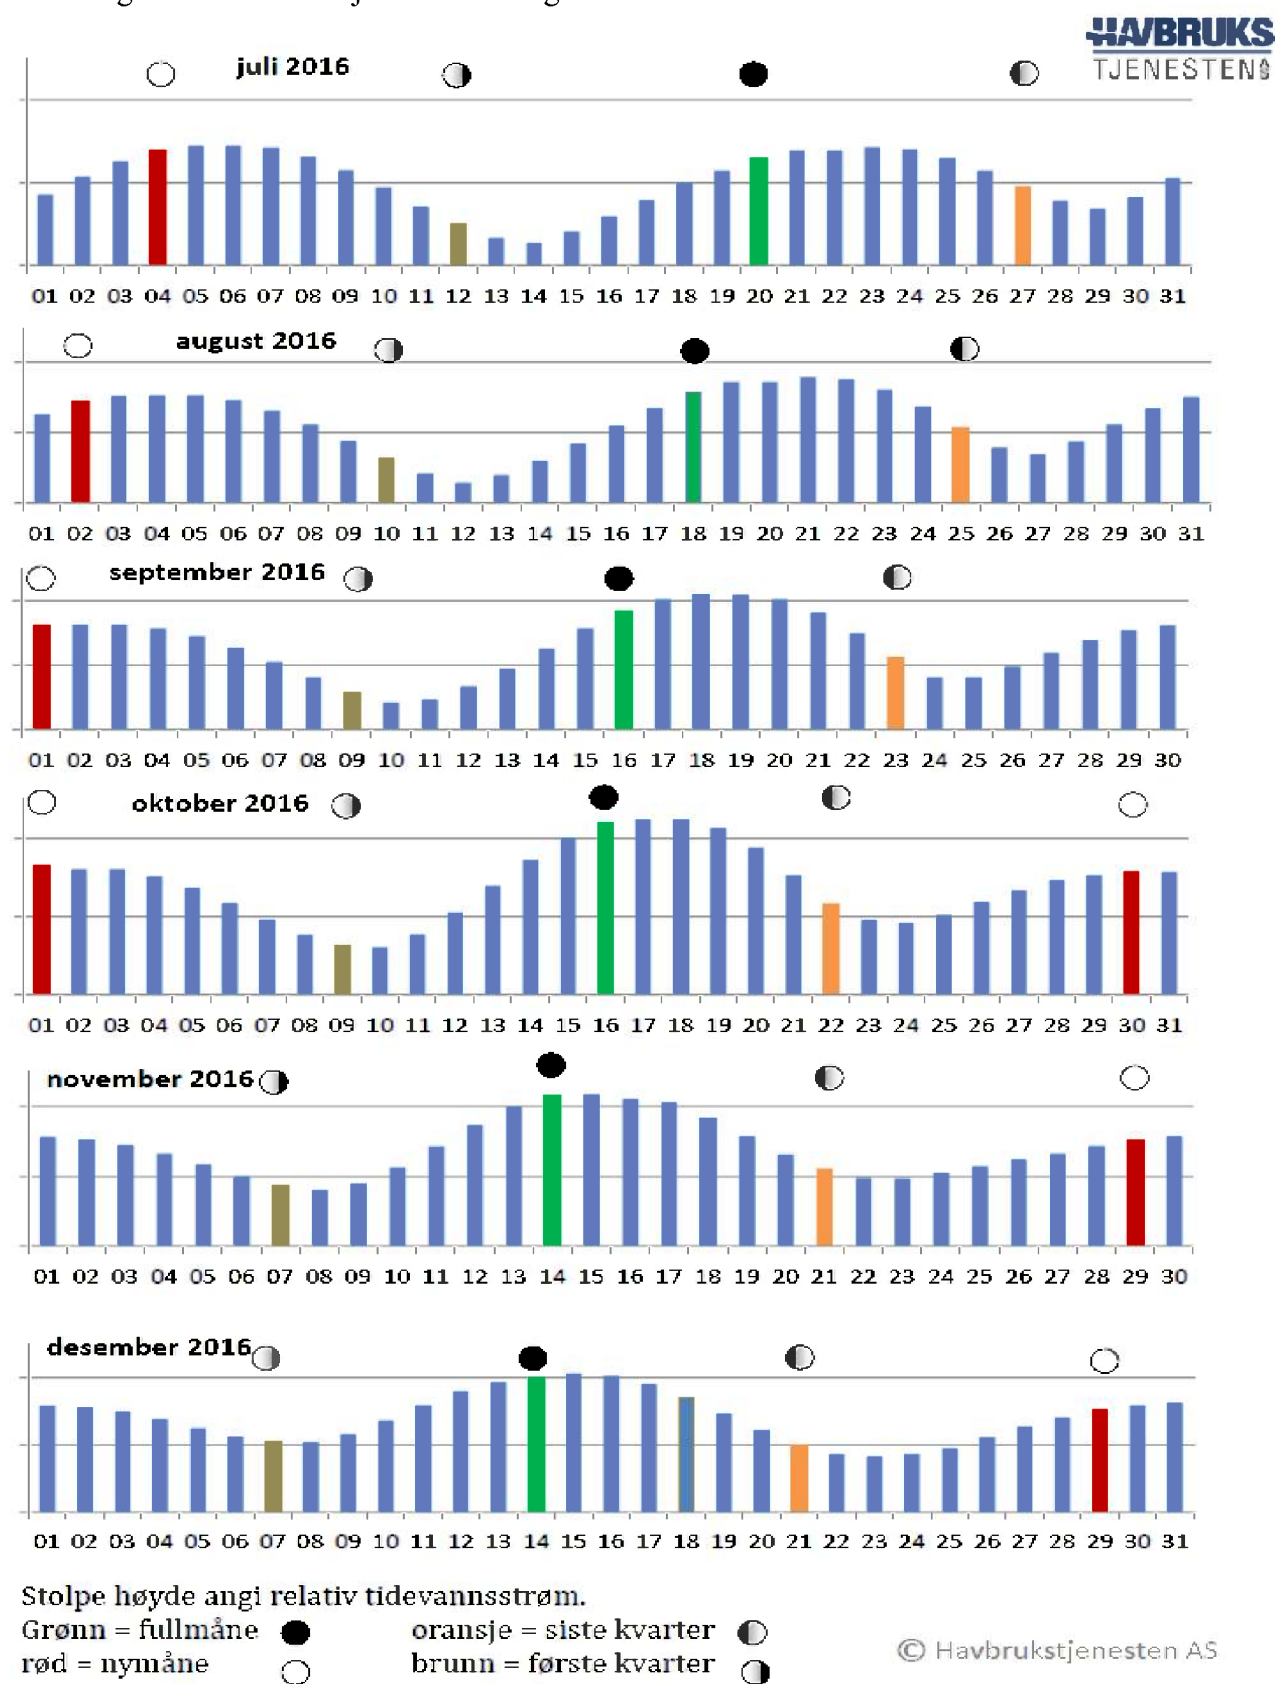 HAVBRUKS
TJENESTEN AS
juli 2016
01 02 03 04 05 06 07 08 09 10 11 12 13 14 15 16 17 18 19 20 21 22 23 24 25 26 27 28 29 30 31
august 2016
01 02 03 04 05 06 07 08 09 10 11 12 13 14 15 16 17 18 19 20 21 22 23 24 25 26 27 28 29 30 31
september 2016
01 02 03 04 05 06 07 08 09 10 11 12 13 14 15 16 17 18 19 20 21 22 23 24 25 26 27 28 29 30
oktober 2016
01 02 03 04 05 06 07 08 09 10 11 12 13 14 15 16 17 18 19 20 21 22 23 24 25 26 27 28 29 30 31
november 2016
01 02 03 04 05 06 07 08 09 10 11 12 13 14 15 16 17 18 19 20 21 22 23 24 25 26 27 28 29 30
desember 2016
01 02 03 04 05 06 07 08 09 10 11 12 13 14 15 16 17 18 19 20 21 22 23 24 25 26 27 28 29 30 31
Stolpe høyde angi relativ tidevannsstrøm.
Grønn = fullmåne oransje = siste kvarter
rød = nymåne brunn = første kvarter
© Havbrukstjenesten AS